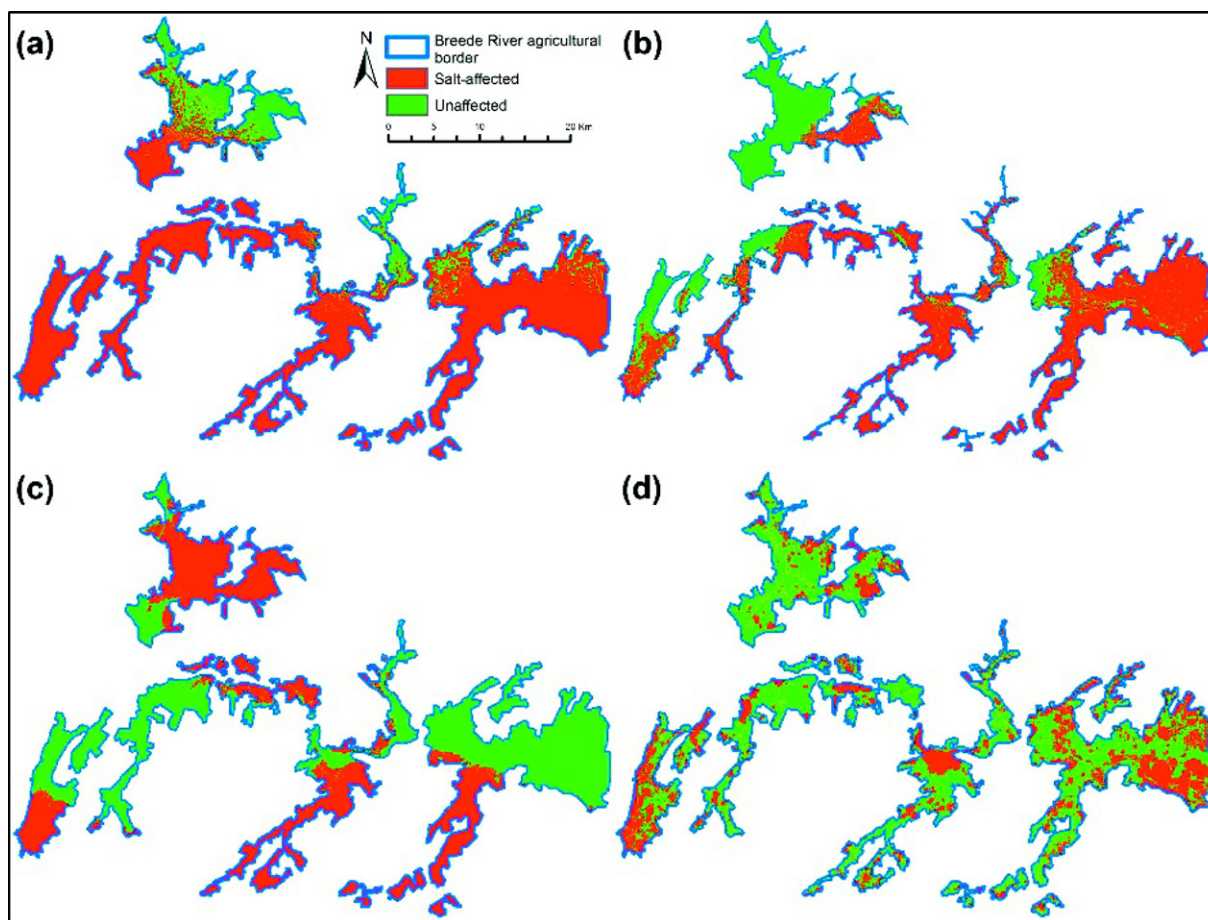 (a)
N
Breede River agricultural
border
Salt-affected
Unaffected
0 5 10 20 Km
(b)
(c)
(d)